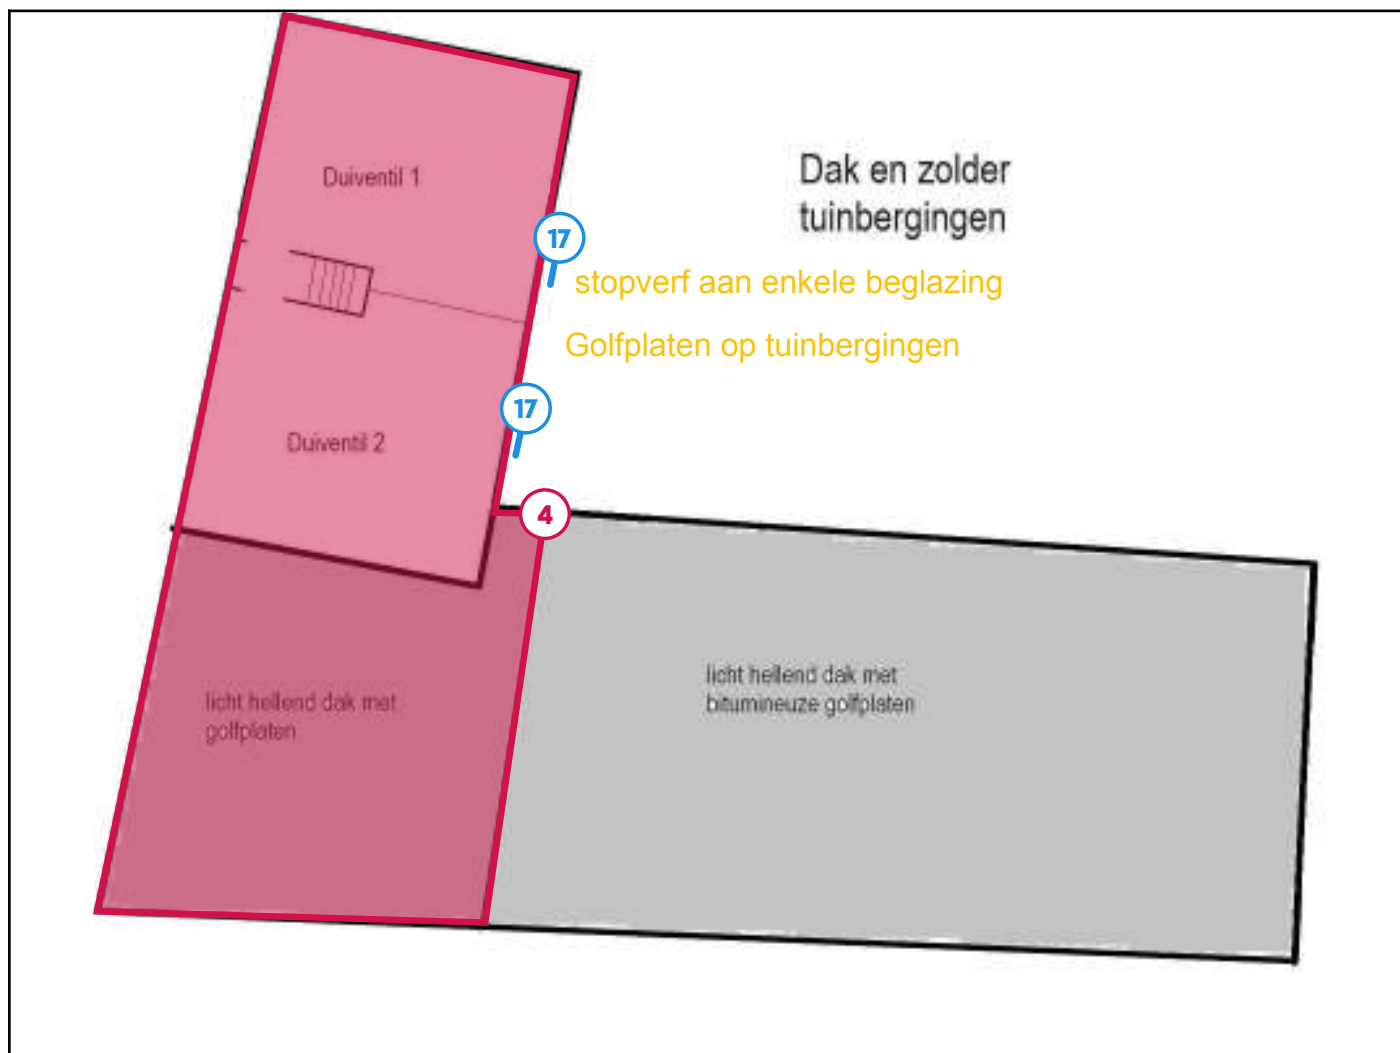 Duiventil 1
Dak en zolder
tuinbergingen
17
stopverf aan enkele beglazing
Golfplaten op tuinbergingen
17
Duiventil 2
4
licht hellend dak met
golfplaten
licht hellend dak met
bitumineuze golfplaten